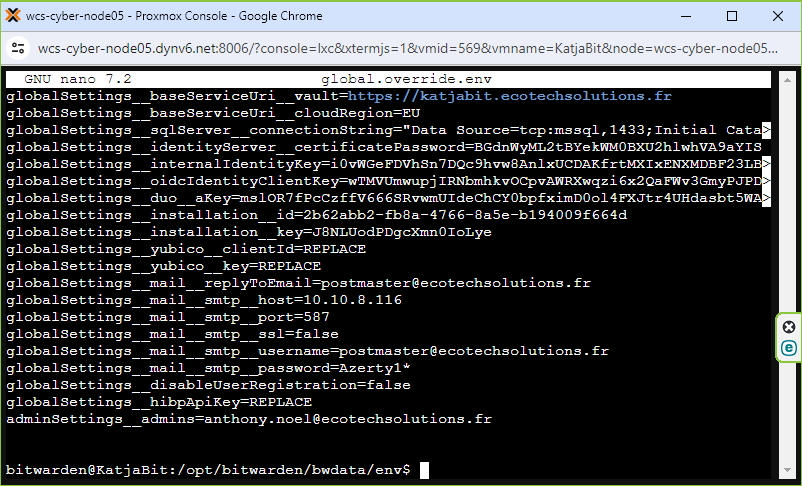 wcs-cyber-node05 - Proxmox Console - Google Chrome
wcs-cyber-node05.dynv6.net:8006/?console=lxc&xtermjs=1&vmid=569&vmname=KatjaBit&node=wcs-cyber-node05...
GNU nano 7.2 global.override.env
globalSettings__baseServiceUri__vault=https://katjabit.ecotechsolutions.fr
globalSettings__baseServiceUri__cloudRegion=EU
globalSettings__sqlServer__connectionString="Data Source=tcp:mssql,1433;Initial Cata>
globalSettings__identityServer__certificatePassword=BGdnWyML2tBYekWM0BXU2hlwhVA9aYIS
globalSettings__internalIdentityKey=i0vWGeFDVhSn7DQc9hvw8AnlxUCDAKfrtMXIxENXMDBF23LB>
globalSettings__oidcIdentityClientKey=wTMVUmwupjIRNbmhkvOCpvAWRXwqzi6x2QaFWv3GmyPJPD>
globalSettings__duo__aKey=mslOR7fPcCzffV666SRvwmUIdeChCY0bpfximD0ol4FXJtr4UHdasbt5WA>
globalSettings__installation__id=2b62abb2-fb8a-4766-8a5e-b194009f664d
globalSettings__installation__key=J8NLUodPDgcXmn0IoLye
globalSettings__yubico__clientId=REPLACE
globalSettings__yubico__key=REPLACE
globalSettings__mail__replyToEmail=postmaster@ecotechsolutions.fr
globalSettings__mail__smtp__host=10.10.8.116
globalSettings__mail__smtp__port=587
globalSettings__mail__smtp__ssl=false
globalSettings__mail__smtp__username=postmaster@ecotechsolutions.fr
globalSettings__mail__smtp__password=Azerty1*
globalSettings__disableUserRegistration=false
globalSettings__hibpApiKey=REPLACE
adminSettings__admins=anthony.noel@ecotechsolutions.fr
bitwarden@KatjaBit:/opt/bitwarden/bwdata/env$